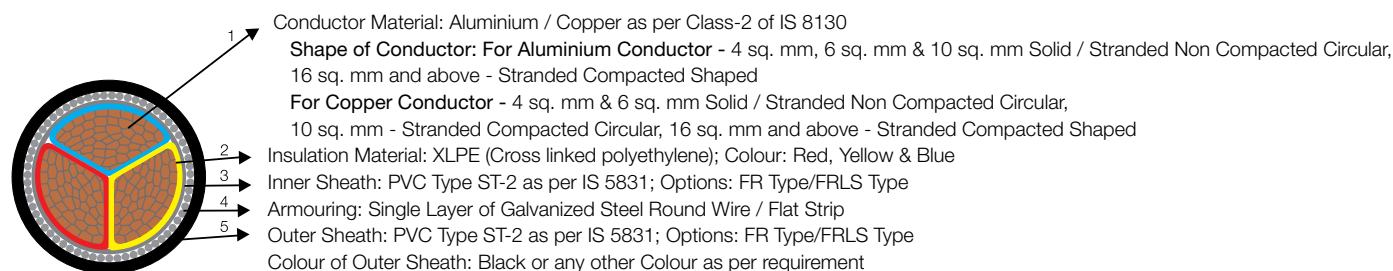 1 Conductor Material: Aluminium / Copper as per Class-2 of IS 8130
Shape of Conductor: For Aluminium Conductor - 4 sq. mm, 6 sq. mm & 10 sq. mm Solid / Stranded Non Compacted Circular,
16 sq. mm and above - Stranded Compacted Shaped
For Copper Conductor - 4 sq. mm & 6 sq. mm Solid / Stranded Non Compacted Circular,
10 sq. mm - Stranded Compacted Circular, 16 sq. mm and above - Stranded Compacted Shaped
2 Insulation Material: XLPE (Cross linked polyethylene); Colour: Red, Yellow & Blue
3 Inner Sheath: PVC Type ST-2 as per IS 5831; Options: FR Type/FRLS Type
4 Armouring: Single Layer of Galvanized Steel Round Wire / Flat Strip
5 Outer Sheath: PVC Type ST-2 as per IS 5831; Options: FR Type/FRLS Type
Colour of Outer Sheath: Black or any other Colour as per requirement